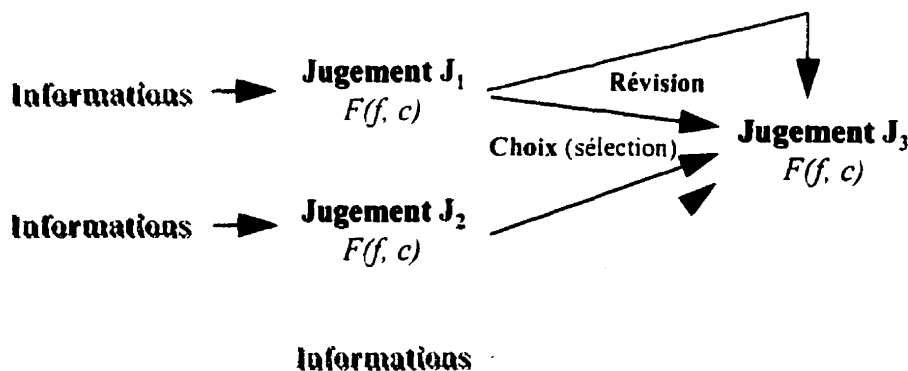 Informations
Jugement J₁
F(f, c)
Révision
Choix (sélection)
Jugement J₃
F(f, c)
Informations
Jugement J₂
F(f, c)
Informations